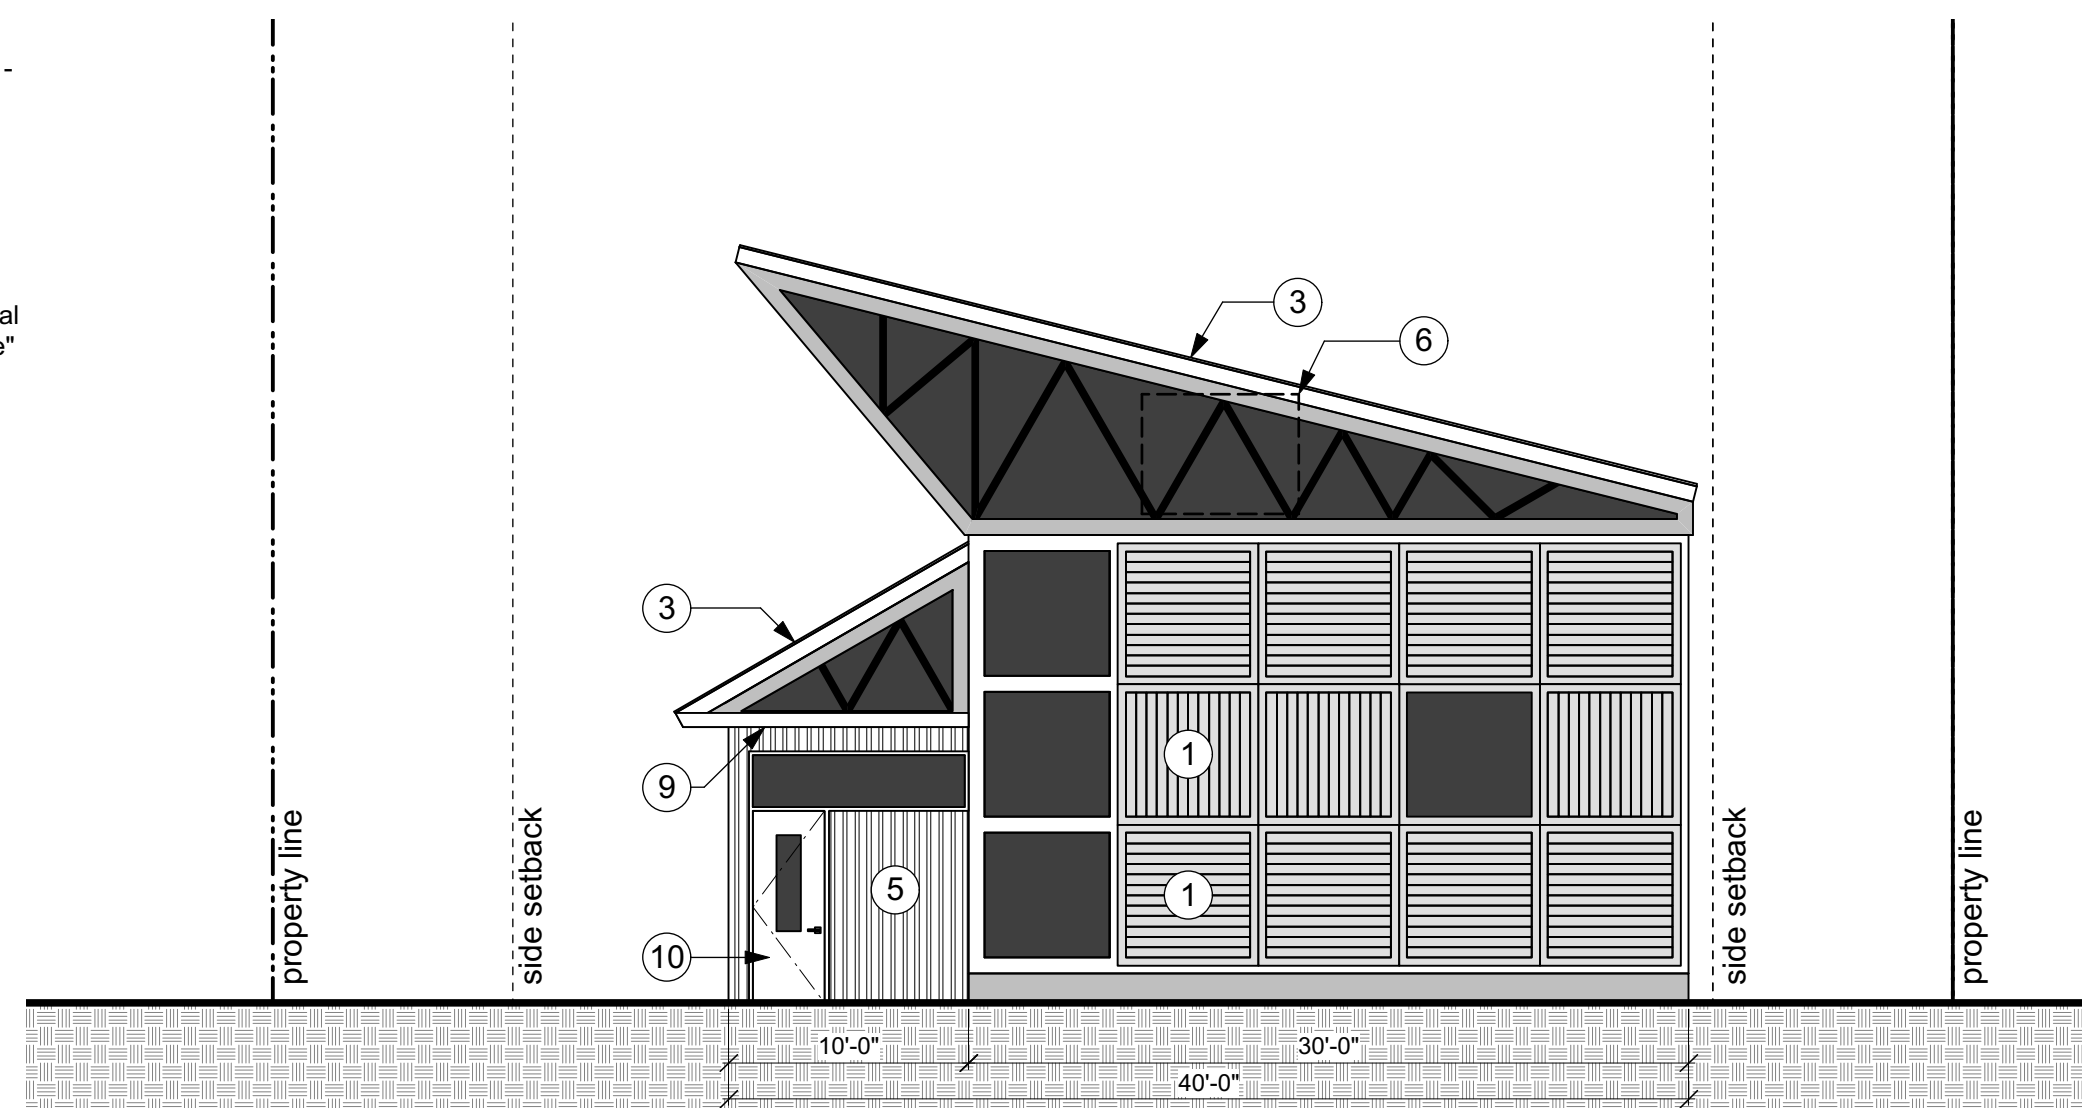 -
al
e"
3
6
3
9
1
5
1
10
property line
side setback
side setback
property line
10'-0"
30'-0"
40'-0"